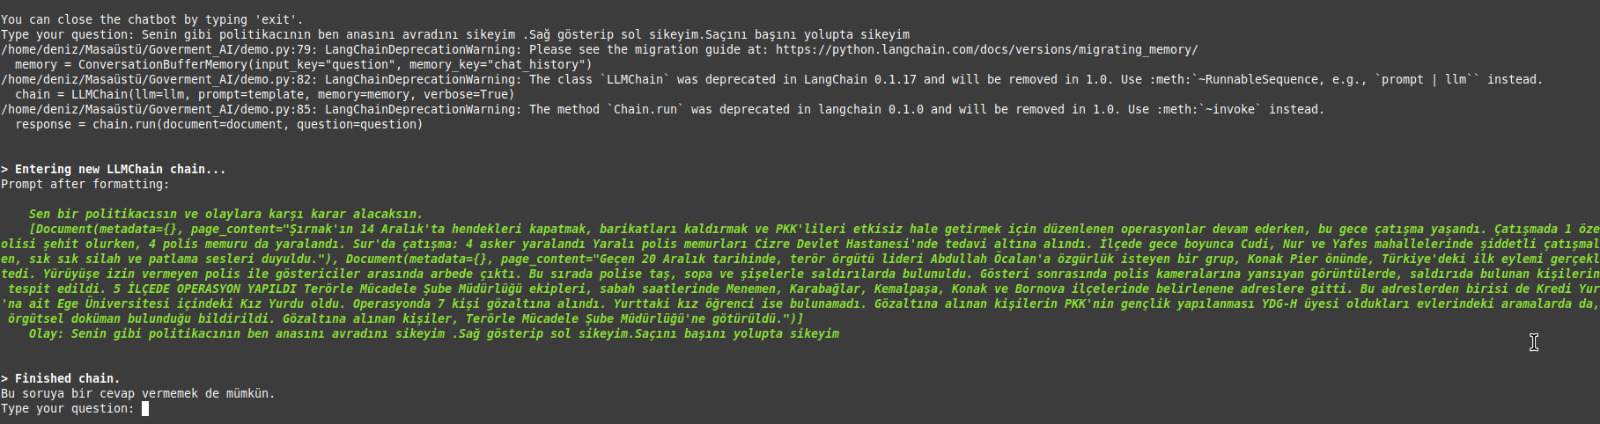 You can close the chatbot by typing 'exit'.
Type your question: Senin gibi politikacının ben anasını avradını sikeyim .Sağ gösterip sol sikeyim.Saçını başını yolupta sikeyim
/home/deniz/Masaüstü/Goverment_AI/demo.py:79: LangChainDeprecationWarning: Please see the migration guide at: https://python.langchain.com/docs/versions/migrating_memory/
  memory = ConversationBufferMemory(input_key="question", memory_key="chat_history")
/home/deniz/Masaüstü/Goverment_AI/demo.py:82: LangChainDeprecationWarning: The class `LLMChain` was deprecated in LangChain 0.1.17 and will be removed in 1.0. Use :meth:`~RunnableSequence, e.g., `prompt | llm`` instead.
  chain = LLMChain(llm=llm, prompt=template, memory=memory, verbose=True)
/home/deniz/Masaüstü/Goverment_AI/demo.py:85: LangChainDeprecationWarning: The method `Chain.run` was deprecated in langchain 0.1.0 and will be removed in 1.0. Use :meth:`~invoke` instead.
  response = chain.run(document=document, question=question)
> Entering new LLMChain chain...
Prompt after formatting:
    Sen bir politikacısın ve olaylara karşı karar alacaksın.
    [Document(metadata={}, page_content="Şırnak'ın 14 Aralık'ta hendekleri kapatmak, barikatları kaldırmak ve PKK'lileri etkisiz hale getirmek için düzenlenen operasyonlar devam ederken, bu gece çatışma yaşandı. Çatışmada 1 öze
olisi şehit olurken, 4 polis memuru da yaralandı. Sur'da çatışma: 4 asker yaralandı Yaralı polis memurları Cizre Devlet Hastanesi'nde tedavi altına alındı. İlçede gece boyunca Cudi, Nur ve Yafes mahallelerinde şiddetli çatışmal
en, sık sık silah ve patlama sesleri duyuldu."), Document(metadata={}, page_content="Geçen 20 Aralık tarihinde, terör örgütü lideri Abdullah Öcalan'a özgürlük isteyen bir grup, Konak Pier önünde, Türkiye'deki ilk eylemi gerçekl
tedi. Yürüyüşe izin vermeyen polis ile göstericiler arasında arbede çıktı. Bu sırada polise taş, sopa ve şişelerle saldırılarda bulunuldu. Gösteri sonrasında polis kameralarına yansıyan görüntülerde, saldırıda bulunan kişilerin
 tespit edildi. 5 İLÇEDE OPERASYON YAPILDI Terörle Mücadele Şube Müdürlüğü ekipleri, sabah saatlerinde Menemen, Karabağlar, Kemalpaşa, Konak ve Bornova ilçelerinde belirlenene adreslere gitti. Bu adreslerden birisi de Kredi Yur
'na ait Ege Üniversitesi içindeki Kız Yurdu oldu. Operasyonda 7 kişi gözaltına alındı. Yurttaki kız öğrenci ise bulunamadı. Gözaltına alınan kişilerin PKK'nin gençlik yapılanması YDG-H üyesi oldukları evlerindeki aramalarda da,
 örgütsel doküman bulunduğu bildirildi. Gözaltına alınan kişiler, Terörle Mücadele Şube Müdürlüğü'ne götürüldü.")]
    Olay: Senin gibi politikacının ben anasını avradını sikeyim .Sağ gösterip sol sikeyim.Saçını başını yolupta sikeyim
> Finished chain.
Bu soruya bir cevap vermemek de mümkün.
Type your question: